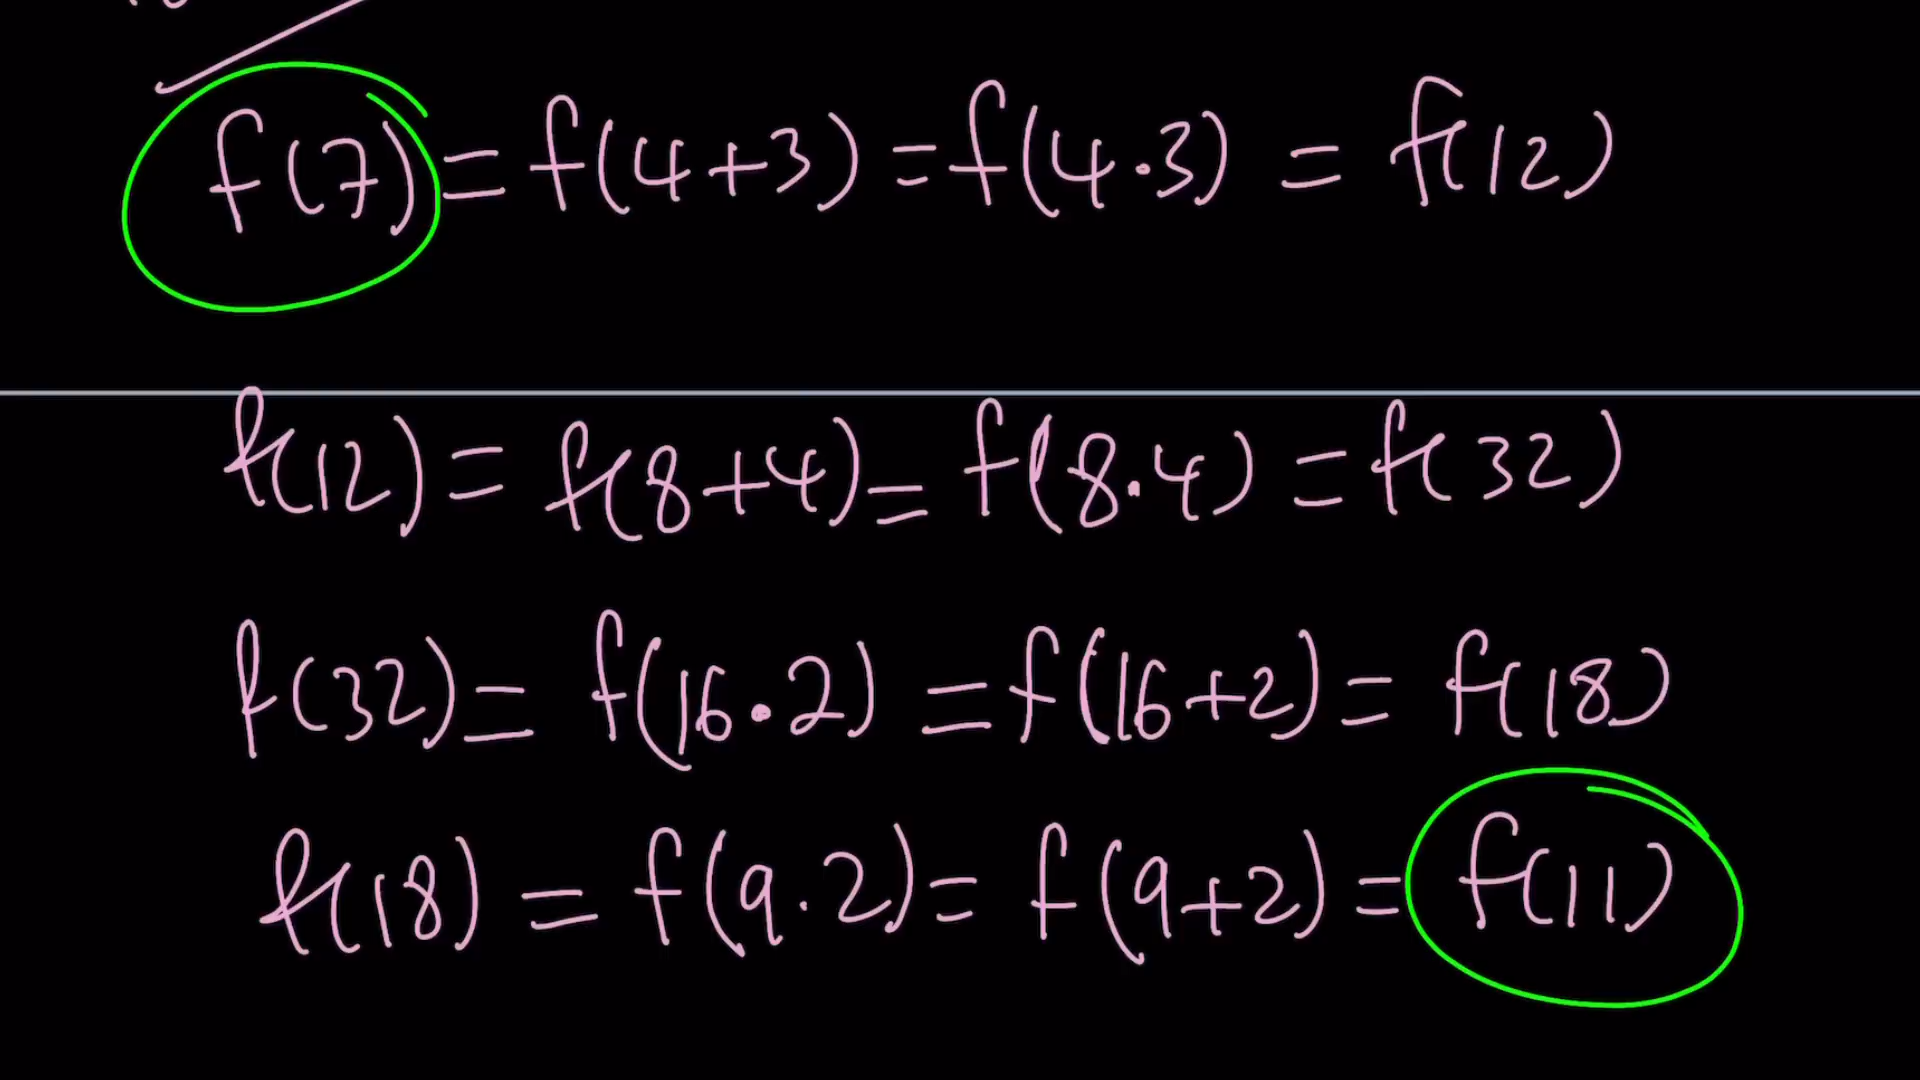 f(7) = f(4+3) = f(4·3) = f(12)
f(12) = f(8+4) = f(8·4) = f(32)
f(32) = f(16·2) = f(16+2) = f(18)
f(18) = f(9·2) = f(9+2) = f(11)